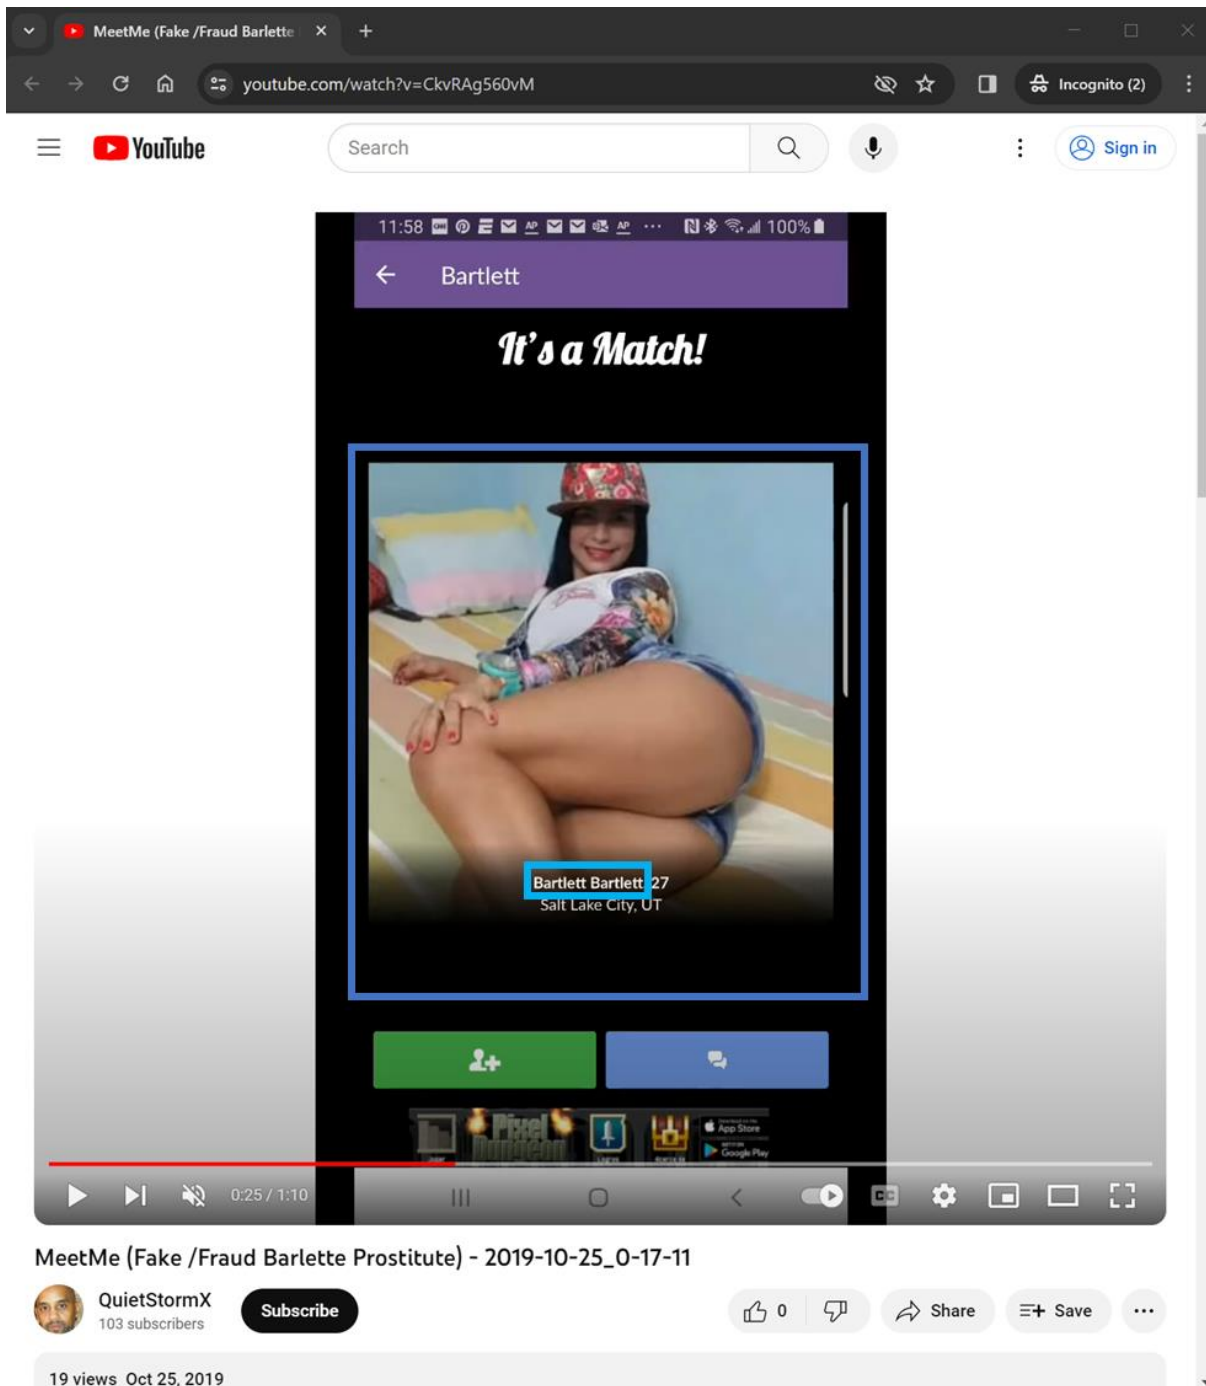 MeetMe (Fake /Fraud Barlette
youtube.com/watch?v=CkvRAg560vM
Incognito (2)
YouTube
Search
Sign in
11:58
100%
Bartlett
It's a Match!
Bartlett Bartlett 27
Salt Lake City, UT
Pixel
Dungeon
App Store
Google Play
0:25 / 1:10
CC
MeetMe (Fake /Fraud Barlette Prostitute) - 2019-10-25_0-17-11
QuietStormX
103 subscribers
Subscribe
0
Share
Save
19 views Oct 25, 2019